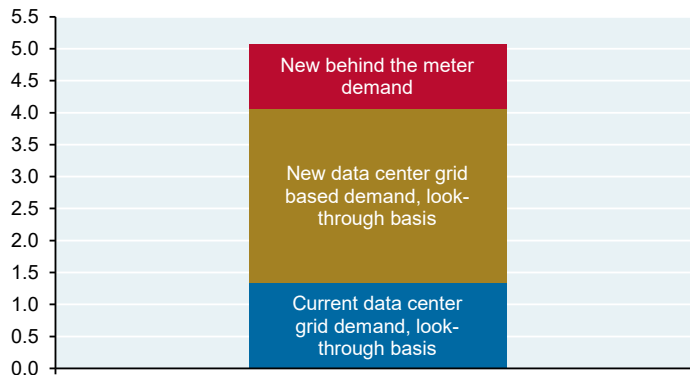 5.5
5.0
4.5
4.0
3.5
3.0
2.5
2.0
1.5
1.0
0.5
0.0
New behind the meter
demand
New data center grid
based demand, look-
through basis
Current data center
grid demand, look-
through basis